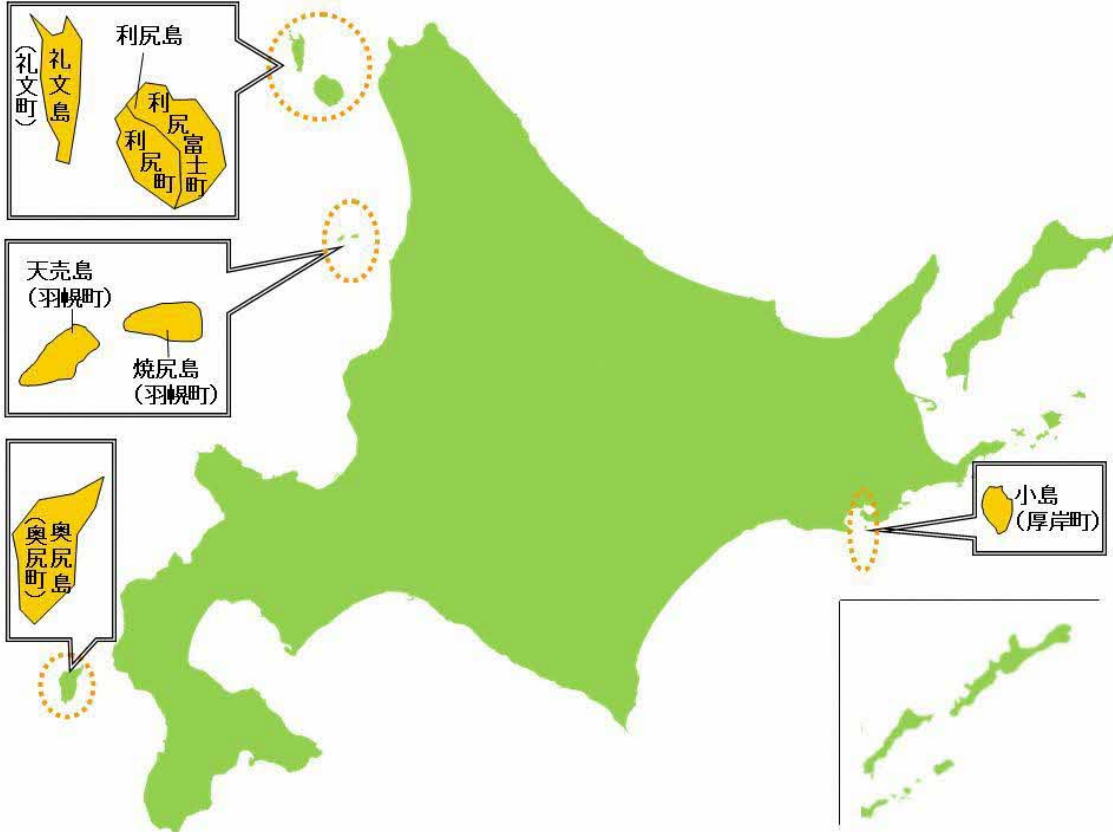 礼文島
(礼文町)
利尻島
利尻富士町
利尻町
天売島
(羽幌町)
焼尻島
(羽幌町)
奥尻島
(奥尻町)
小島
(厚岸町)